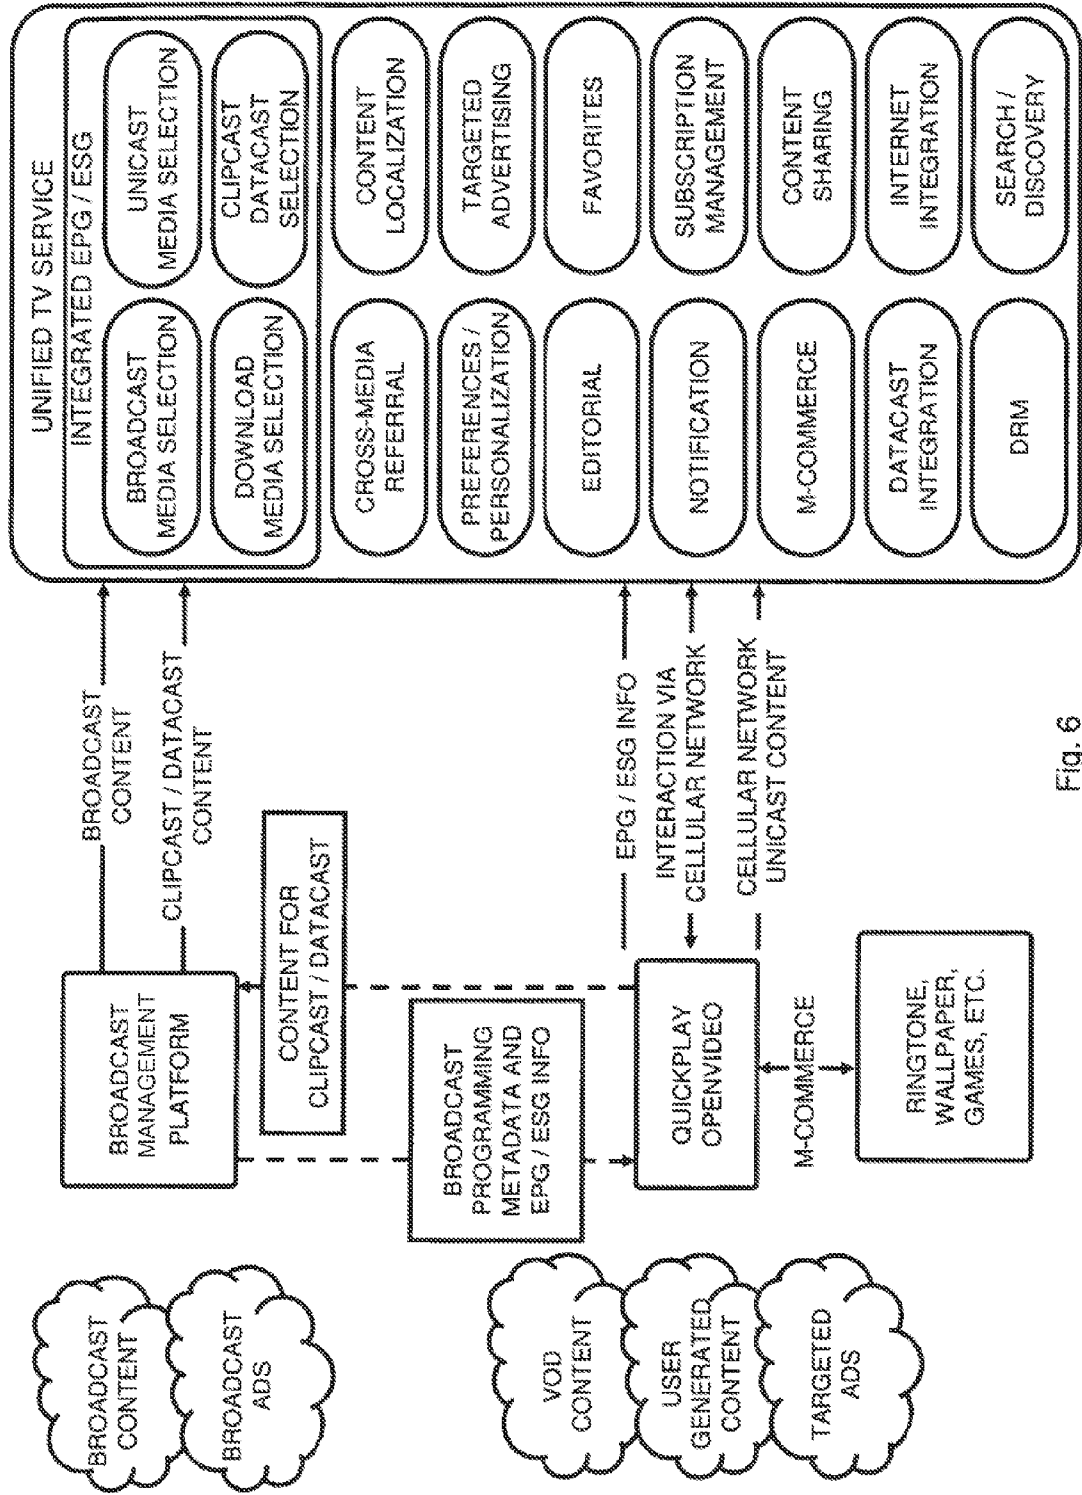 BROADCAST
CONTENT
BROADCAST
ADS
VOD
CONTENT
USER
GENERATED
CONTENT
TARGETED
ADS
BROADCAST
MANAGEMENT
PLATFORM
CONTENT FOR
CLIPCAST / DATACAST
BROADCAST
PROGRAMMING
METADATA AND
EPG / ESG INFO
QUICKPLAY
OPENVIDEO
M-COMMERCE
RINGTONE,
WALLPAPER,
GAMES, ETC.
BROADCAST
CONTENT
CLIPCAST / DATACAST
CONTENT
EPG / ESG INFO
INTERACTION VIA
CELLULAR NETWORK
CELLULAR NETWORK
UNICAST CONTENT
UNIFIED TV SERVICE
INTEGRATED EPG / ESG
BROADCAST
MEDIA SELECTION
UNICAST
MEDIA SELECTION
DOWNLOAD
MEDIA SELECTION
CLIPCAST
DATACAST
SELECTION
CROSS-MEDIA
REFERRAL
CONTENT
LOCALIZATION
PREFERENCES /
PERSONALIZATION
TARGETED
ADVERTISING
EDITORIAL
FAVORITES
NOTIFICATION
SUBSCRIPTION
MANAGEMENT
M-COMMERCE
CONTENT
SHARING
DATACAST
INTEGRATION
INTERNET
INTEGRATION
DRM
SEARCH /
DISCOVERY
Fig. 6